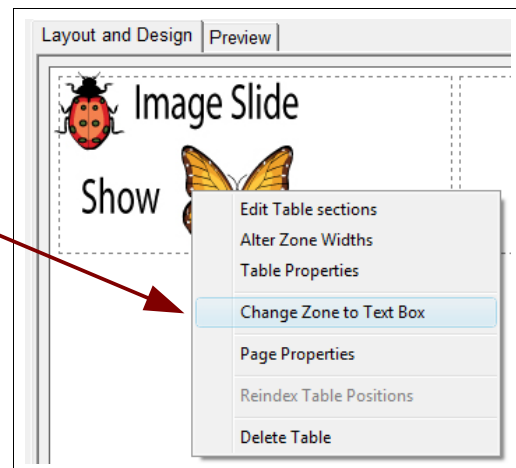 Layout and Design Preview
Image Slide
Show
Edit Table sections
Alter Zone Widths
Table Properties
Change Zone to Text Box
Page Properties
Reindex Table Positions
Delete Table